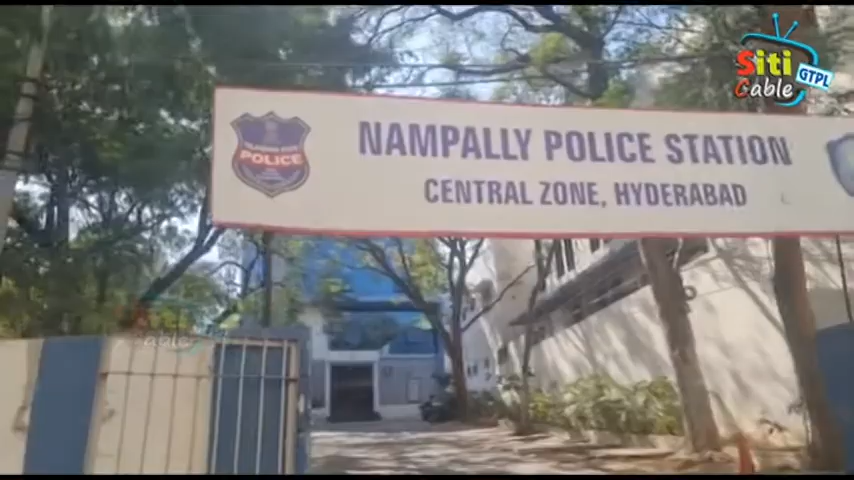 Siti
Cable
GTPL
NAMPALLY POLICE STATION
CENTRAL ZONE, HYDERABAD
POLICE